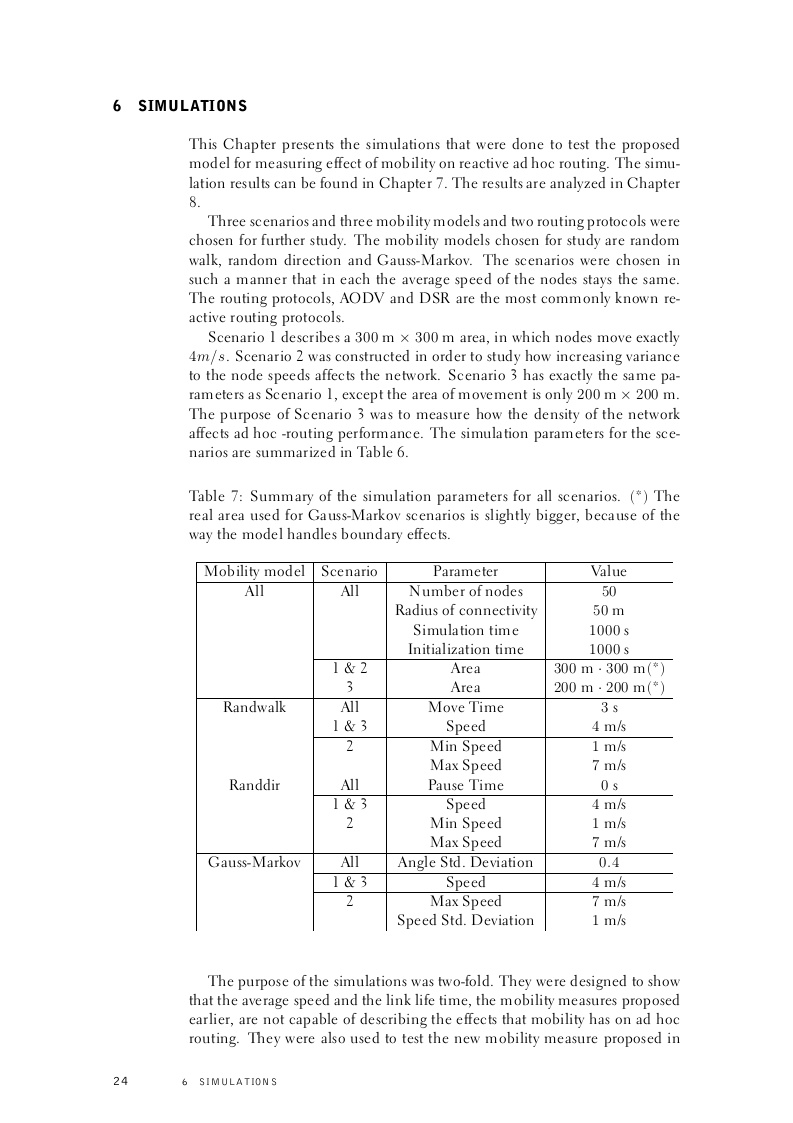 6 SIMULATIONS
This Chapter presents the simulations that were done to test the proposed
model for measuring effect of mobility on reactive ad hoc routing. The simu-
lation results can be found in Chapter 7. The results are analyzed in Chapter
8.
Three scenarios and three mobility models and two routing protocols were
chosen for further study. The mobility models chosen for study are random
walk, random direction and Gauss-Markov. The scenarios were chosen in
such a manner that in each the average speed of the nodes stays the same.
The routing protocols, AODV and DSR are the most commonly known re-
active routing protocols.
Scenario 1 describes a 300 m × 300 m area, in which nodes move exactly
4m/s. Scenario 2 was constructed in order to study how increasing variance
to the node speeds affects the network. Scenario 3 has exactly the same pa-
rameters as Scenario 1, except the area of movement is only 200 m × 200 m.
The purpose of Scenario 3 was to measure how the density of the network
affects ad hoc -routing performance. The simulation parameters for the sce-
narios are summarized in Table 6.
Table 7: Summary of the simulation parameters for all scenarios. (*) The
real area used for Gauss-Markov scenarios is slightly bigger, because of the
way the model handles boundary effects.
Mobility model Scenario Parameter Value
All All Number of nodes 50
Radius of connectivity 50 m
Simulation time 1000 s
Initialization time 1000 s
1 & 2 Area 300 m · 300 m(*)
3 Area 200 m · 200 m(*)
Randwalk All Move Time 3 s
1 & 3 Speed 4 m/s
2 Min Speed 1 m/s
Max Speed 7 m/s
Randdir All Pause Time 0 s
1 & 3 Speed 4 m/s
2 Min Speed 1 m/s
Max Speed 7 m/s
Gauss-Markov All Angle Std. Deviation 0.4
1 & 3 Speed 4 m/s
2 Max Speed 7 m/s
Speed Std. Deviation 1 m/s
The purpose of the simulations was two-fold. They were designed to show
that the average speed and the link life time, the mobility measures proposed
earlier, are not capable of describing the effects that mobility has on ad hoc
routing. They were also used to test the new mobility measure proposed in
24 6 SIMULATIONS